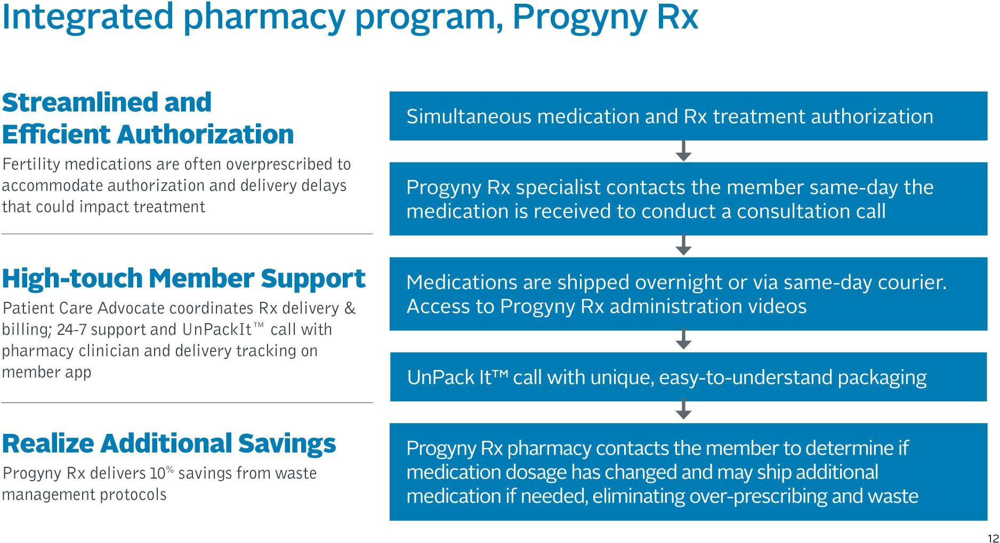 Integrated pharmacy program, Progyny Rx
Streamlined and
Efficient Authorization
Fertility medications are often overprescribed to
accommodate authorization and delivery delays
that could impact treatment
High-touch Member Support
Patient Care Advocate coordinates Rx delivery &
billing; 24-7 support and UnPackIt™ call with
pharmacy clinician and delivery tracking on
member app
Realize Additional Savings
Progyny Rx delivers 10% savings from waste
management protocols
Simultaneous medication and Rx treatment authorization
Progyny Rx specialist contacts the member same-day the
medication is received to conduct a consultation call
Medications are shipped overnight or via same-day courier.
Access to Progyny Rx administration videos
UnPack It™ call with unique, easy-to-understand packaging
Progyny Rx pharmacy contacts the member to determine if
medication dosage has changed and may ship additional
medication if needed, eliminating over-prescribing and waste
12